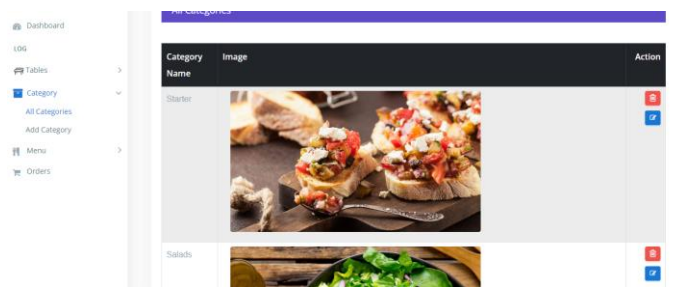 Dashboard
LOG
Tables
Category
All Categories
Add Category
Menu
Orders
All Categories
Category Name
Image
Action
Starter
Salads